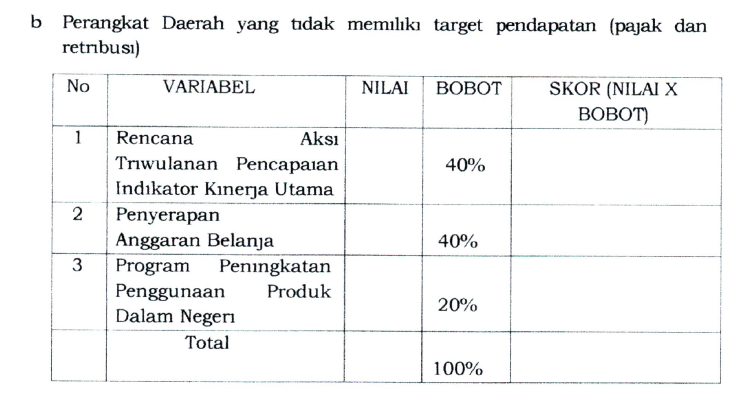 b Perangkat Daerah yang tidak memiliki target pendapatan (pajak dan
retribusi)
No VARIABEL NILAI BOBOT SKOR (NILAI X
BOBOT)
1 Rencana Aksi
Triwulanan Pencapaian 40%
Indikator Kinerja Utama
2 Penyerapan
Anggaran Belanja 40%
3 Program Peningkatan
Penggunaan Produk 20%
Dalam Negeri
Total
100%